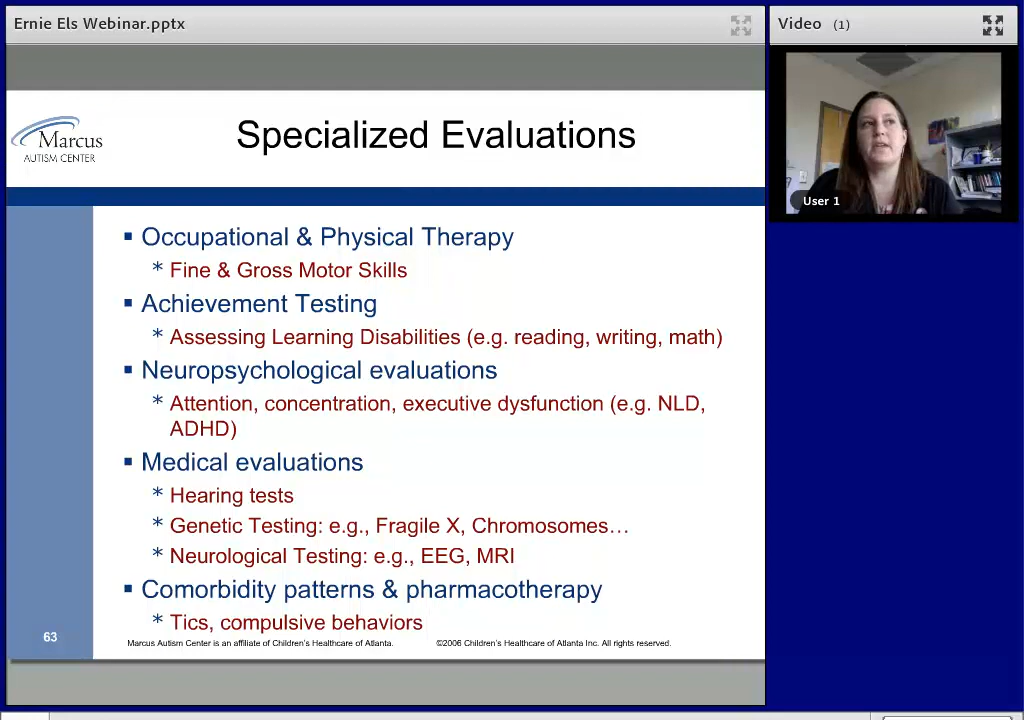 Ernie Els Webinar.pptx
Video (1)
User 1
Marcus
AUTISM CENTER
Specialized Evaluations
▪ Occupational & Physical Therapy
* Fine & Gross Motor Skills
▪ Achievement Testing
* Assessing Learning Disabilities (e.g. reading, writing, math)
▪ Neuropsychological evaluations
* Attention, concentration, executive dysfunction (e.g. NLD,
ADHD)
▪ Medical evaluations
* Hearing tests
* Genetic Testing: e.g., Fragile X, Chromosomes…
* Neurological Testing: e.g., EEG, MRI
▪ Comorbidity patterns & pharmacotherapy
* Tics, compulsive behaviors
63
Marcus Autism Center is an affiliate of Children's Healthcare of Atlanta. ©2006 Children's Healthcare of Atlanta Inc. All rights reserved.